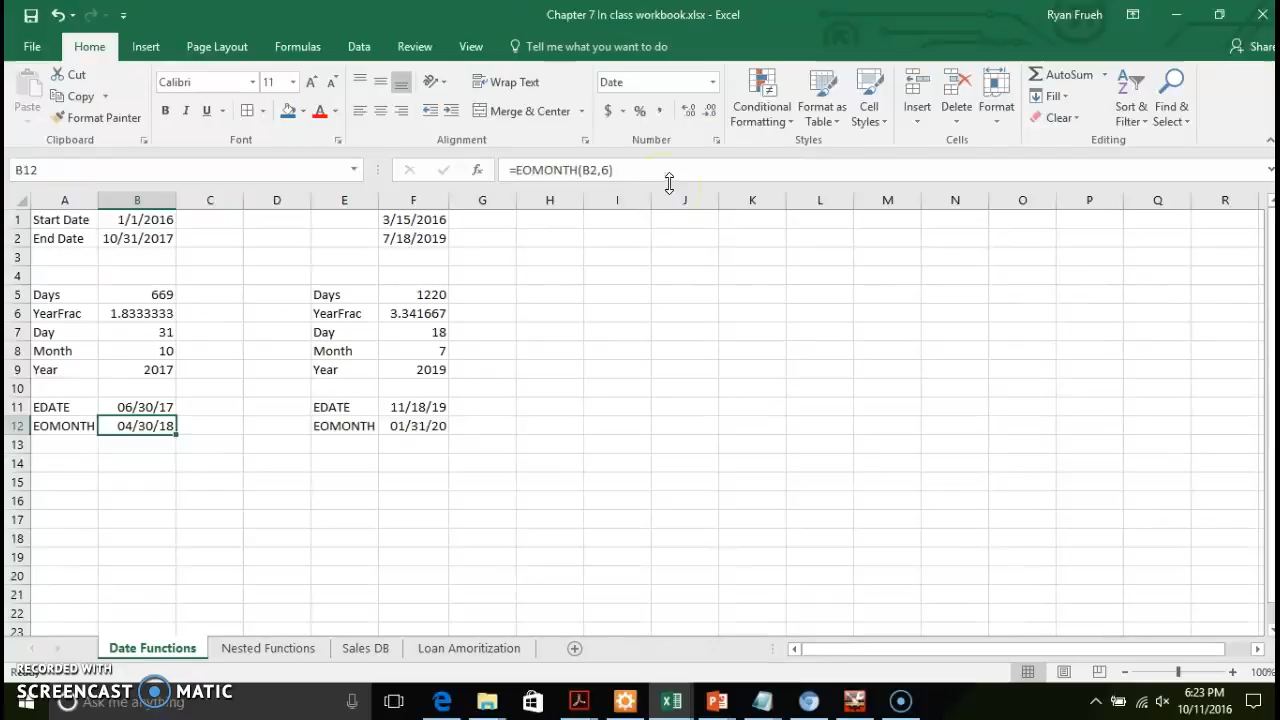 Chapter 7 In class workbook.xlsx - Excel
Ryan Frueh
File Home Insert Page Layout Formulas Data Review View Tell me what you want to do Share
Paste
Cut
Copy
Format Painter
Clipboard
Calibri 11
B I U A
Font
Wrap Text
Merge & Center
Alignment
Date
$ %
Number
Conditional Formatting
Format as Table
Cell Styles
Styles
Insert
Delete
Format
Cells
AutoSum
Fill
Clear
Sort & Filter
Find & Select
Editing
B12 fx =EOMONTH(B2,6)
A B C D E F G H I J K L M N O P Q R
1 Start Date 1/1/2016 3/15/2016
2 End Date 10/31/2017 7/18/2019
3
4
5 Days 669 Days 1220
6 YearFrac 1.8333333 YearFrac 3.341667
7 Day 31 Day 18
8 Month 10 Month 7
9 Year 2017 Year 2019
10
11 EDATE 06/30/17 EDATE 11/18/19
12 EOMONTH 04/30/18 EOMONTH 01/31/20
13
14
15
16
17
18
19
20
21
22
23
Date Functions Nested Functions Sales DB Loan Amoritization
Ready 100%
RECORDED WITH
SCREENCAST MATIC
Ask me anything
6:23 PM
10/11/2016